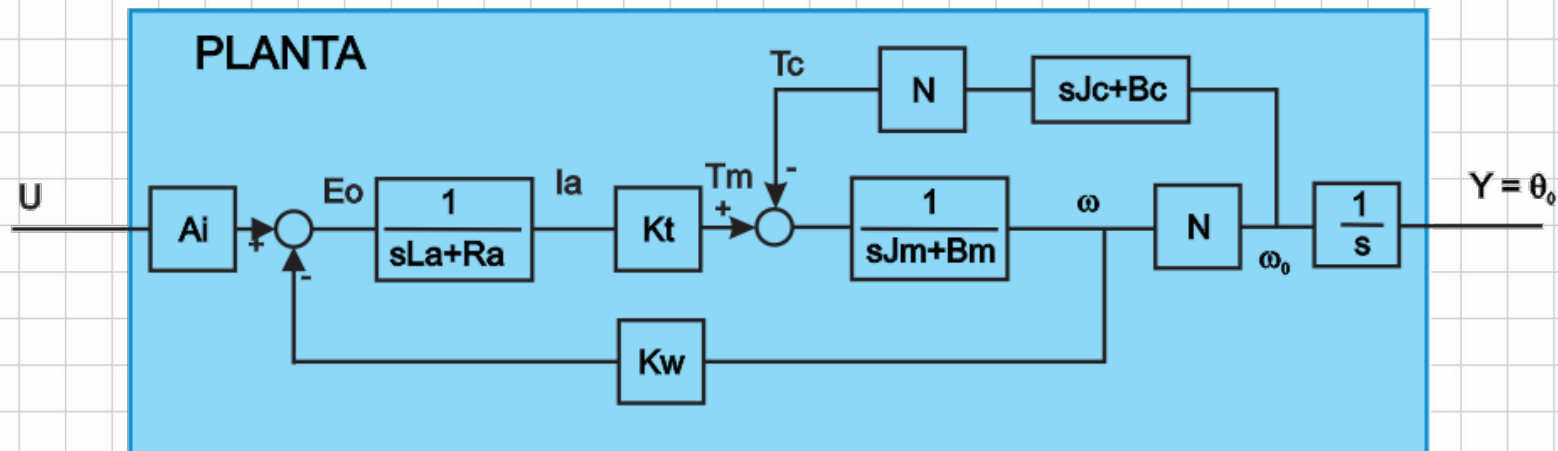 PLANTA
Tc
N
sJc+Bc
U
Ai
+
-
Eo
1
sLa+Ra
Ia
Kt
Tm
+
-
1
sJm+Bm
ω
N
ω₀
1
s
Y = θ₀
Kw